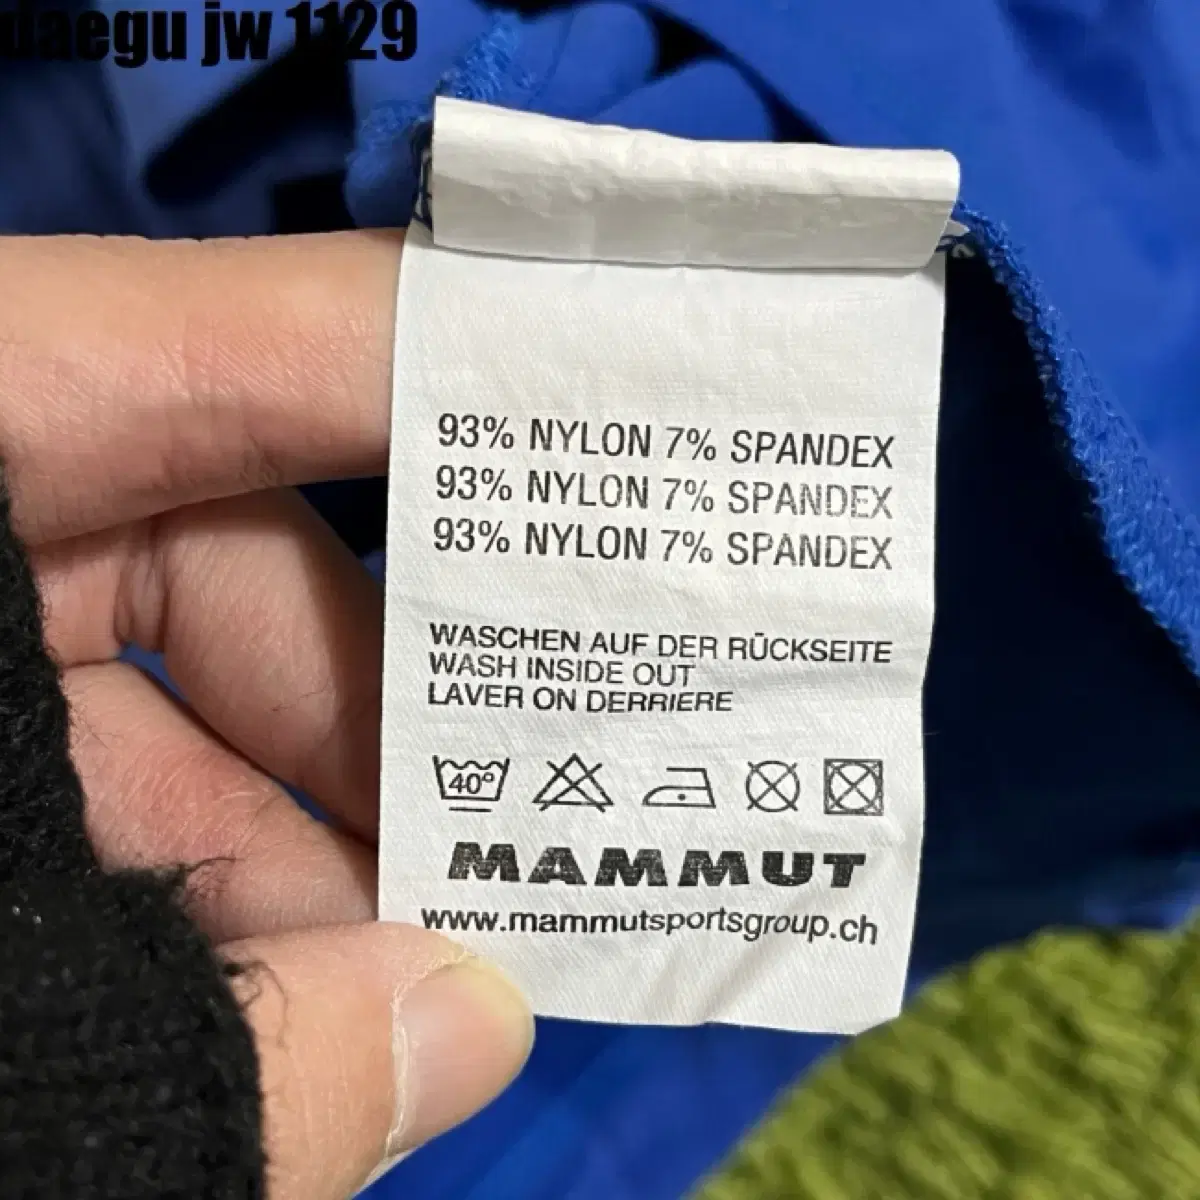 daegu jw 1129
93% NYLON 7% SPANDEX
93% NYLON 7% SPANDEX
93% NYLON 7% SPANDEX
WASCHEN AUF DER RÜCKSEITE
WASH INSIDE OUT
LAVER ON DERRIERE
40°
MAMMUT
www.mammutsportsgroup.ch